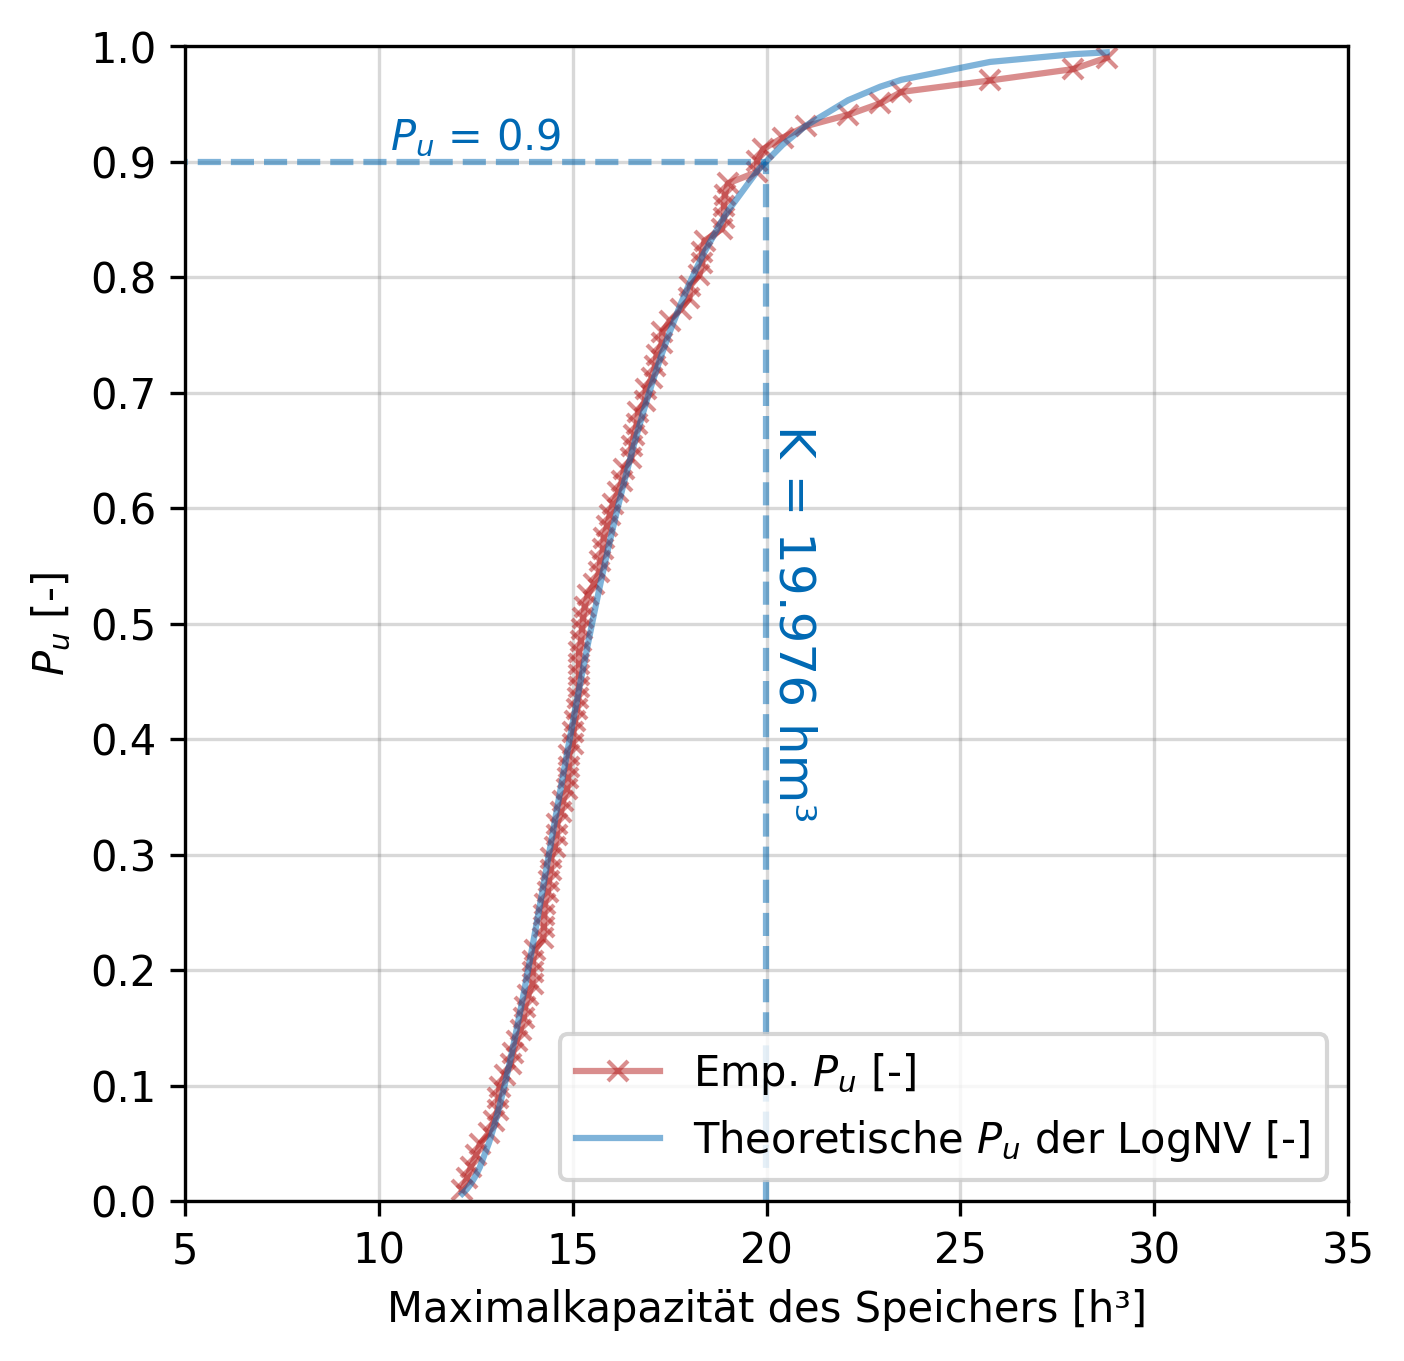 1.0
0.9
0.8
0.7
0.6
0.5
0.4
0.3
0.2
0.1
0.0
P_u [-]
P_u = 0.9
K = 19.976 hm³
Emp. P_u [-]
Theoretische P_u der LogNV [-]
5 10 15 20 25 30 35
Maximalkapazität des Speichers [h³]